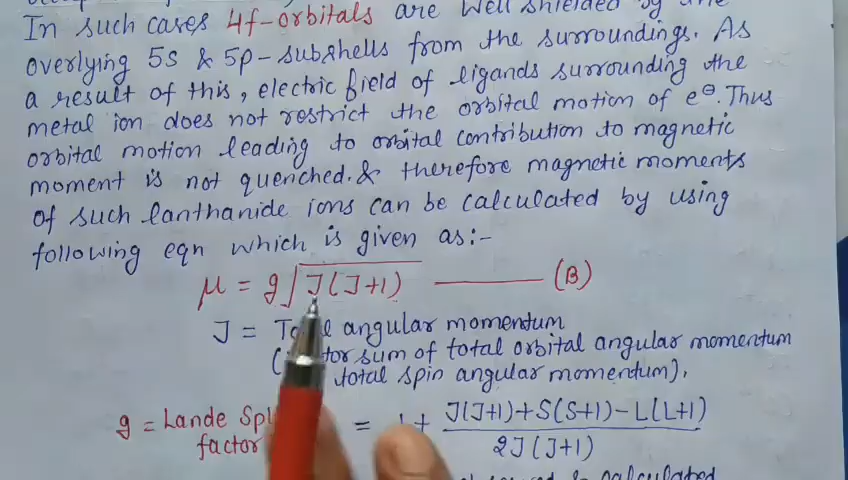 In such cases 4f-orbitals are well shielded by
overlying 5s & 5p-subshells from the surroundings. As
a result of this, electric field of ligands surrounding the
metal ion does not restrict the orbital motion of e⊖. Thus
orbital motion leading to orbital contribution to magnetic
moment is not quenched. & therefore magnetic moments
of such lanthanide ions can be calculated by using
following eqn which is given as:-
μ = g√J(J+1) ——— (B)
J = angular momentum
sum of total orbital angular momentum
total spin angular momentum),
g = Lande
factor = 1+ J(J+1)+S(S+1)-L(L+1) / 2J(J+1)
& calculated